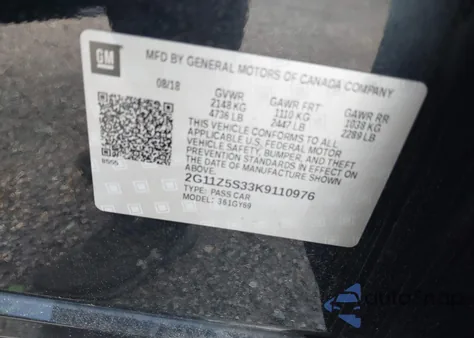 GM
MFD BY GENERAL MOTORS OF CANADA COMPANY
08/18
GVWR GAWR FRT GAWR RR
2148 KG 1110 KG 1038 KG
4736 LB 2447 LB 2289 LB
THIS VEHICLE CONFORMS TO ALL
APPLICABLE U.S. FEDERAL MOTOR
VEHICLE SAFETY, BUMPER, AND THEFT
PREVENTION STANDARDS IN EFFECT ON
THE DATE OF MANUFACTURE SHOWN
ABOVE.
2G11Z5S33K9110976
TYPE: PASS CAR
MODEL: 1GY69